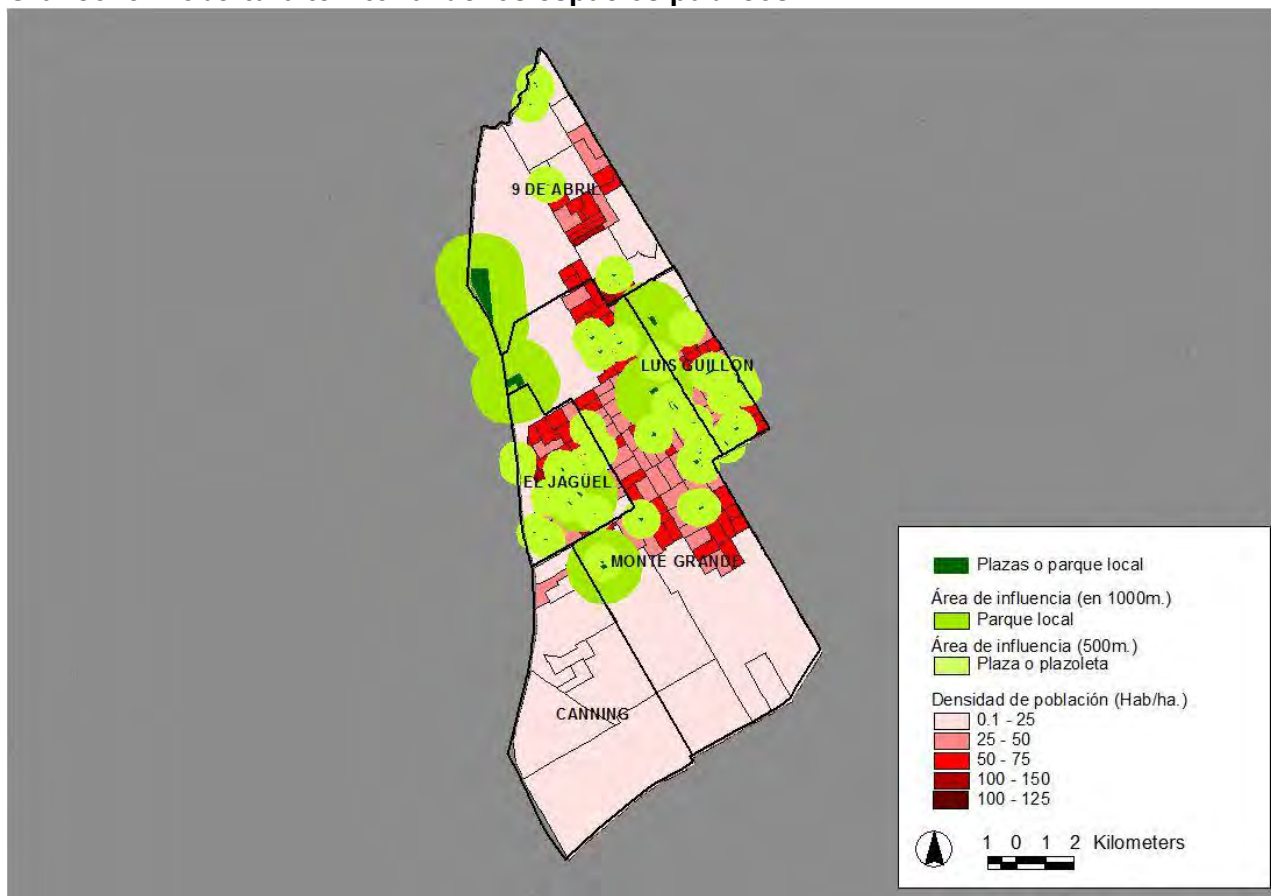 9 DE ABRIL
LUIS GUILLON
EL JAGÜEL
MONTE GRANDE
CANNING
Plazas o parque local
Área de influencia (en 1000m.)
Parque local
Área de influencia (500m.)
Plaza o plazoleta
Densidad de población (Hab/ha.)
0.1 - 25
25 - 50
50 - 75
100 - 150
100 - 125
1 0 1 2 Kilometers